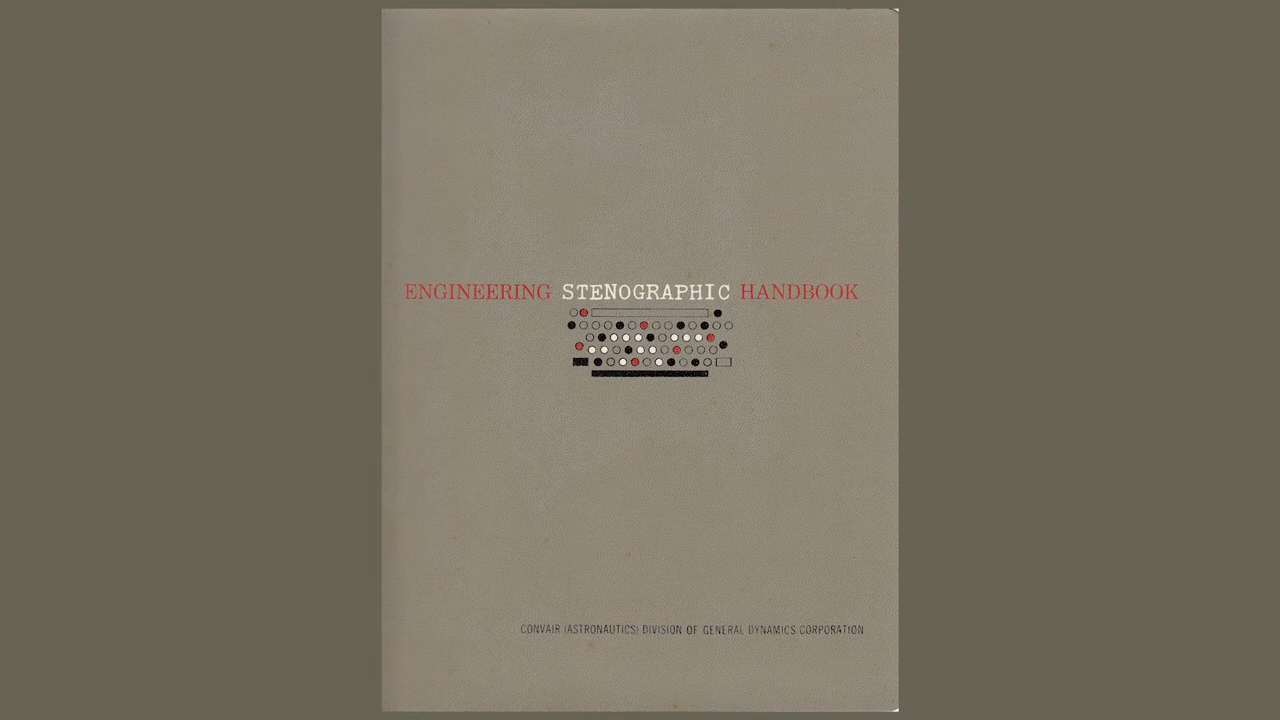 ENGINEERING STENOGRAPHIC HANDBOOK
CONVAIR (ASTRONAUTICS) DIVISION OF GENERAL DYNAMICS CORPORATION